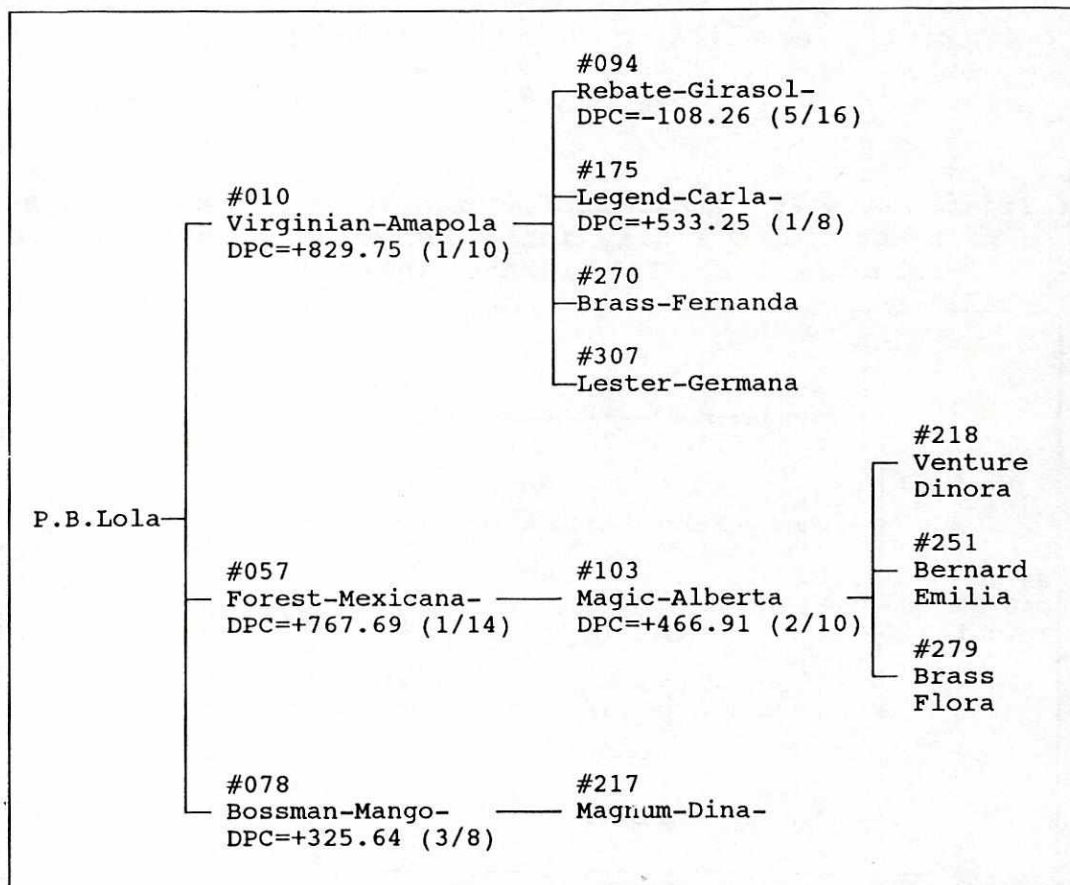 #094
Rebate-Girasol-
DPC=-108.26 (5/16)
#175
Legend-Carla-
DPC=+533.25 (1/8)
#010
Virginian-Amapola
DPC=+829.75 (1/10)
#270
Brass-Fernanda
#307
Lester-Germana
P.B.Lola
#057
Forest-Mexicana-
DPC=+767.69 (1/14)
#103
Magic-Alberta
DPC=+466.91 (2/10)
#218
Venture
Dinora
#251
Bernard
Emilia
#279
Brass
Flora
#078
Bossman-Mango-
DPC=+325.64 (3/8)
#217
Magnum-Dina-